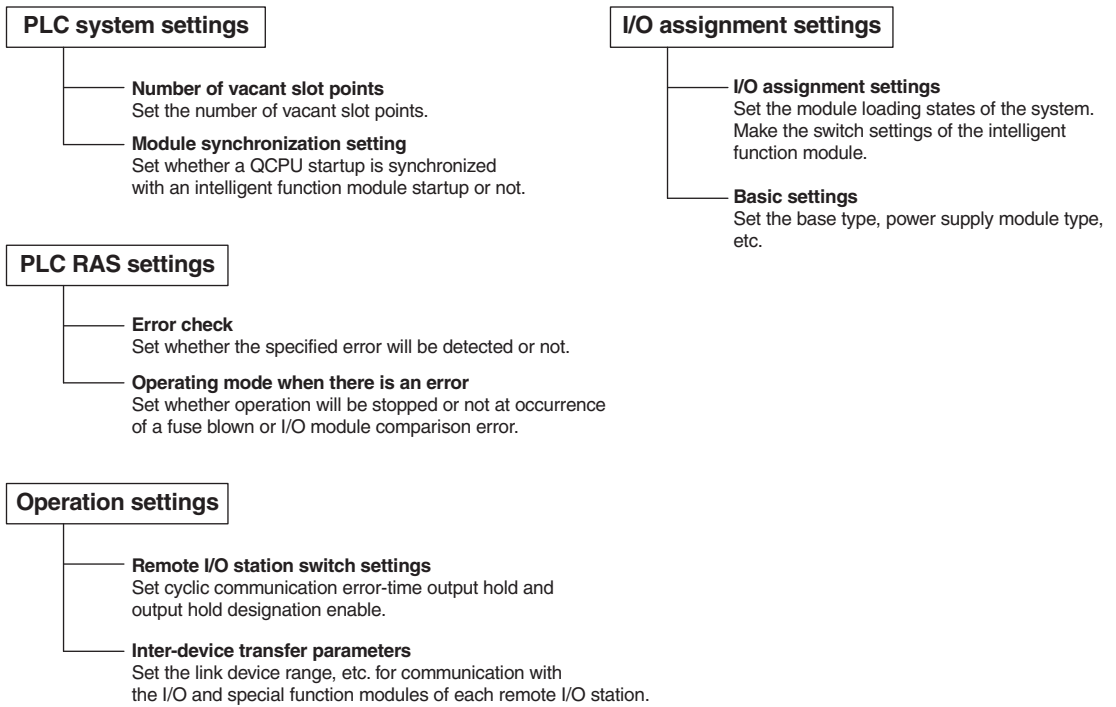 PLC system settings
Number of vacant slot points
Set the number of vacant slot points.
Module synchronization setting
Set whether a QCPU startup is synchronized
with an intelligent function module startup or not.
PLC RAS settings
Error check
Set whether the specified error will be detected or not.
Operating mode when there is an error
Set whether operation will be stopped or not at occurrence
of a fuse blown or I/O module comparison error.
Operation settings
Remote I/O station switch settings
Set cyclic communication error-time output hold and
output hold designation enable.
Inter-device transfer parameters
Set the link device range, etc. for communication with
the I/O and special function modules of each remote I/O station.
I/O assignment settings
I/O assignment settings
Set the module loading states of the system.
Make the switch settings of the intelligent
function module.
Basic settings
Set the base type, power supply module type,
etc.